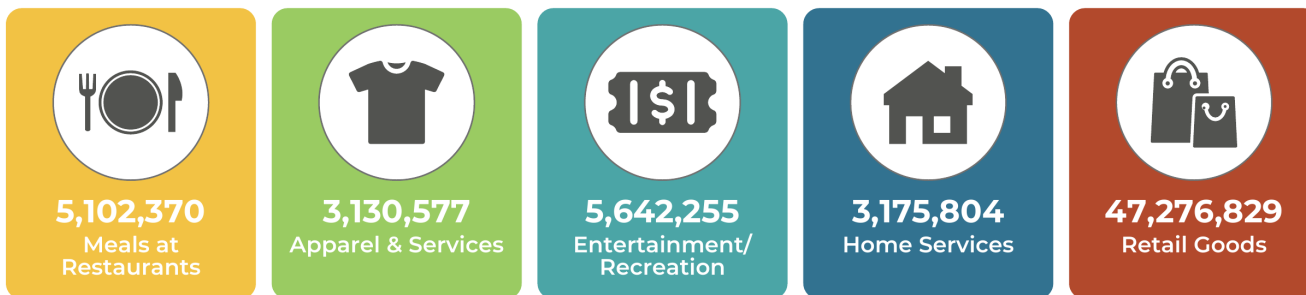 5,102,370
Meals at
Restaurants
3,130,577
Apparel & Services
$
5,642,255
Entertainment/
Recreation
3,175,804
Home Services
47,276,829
Retail Goods